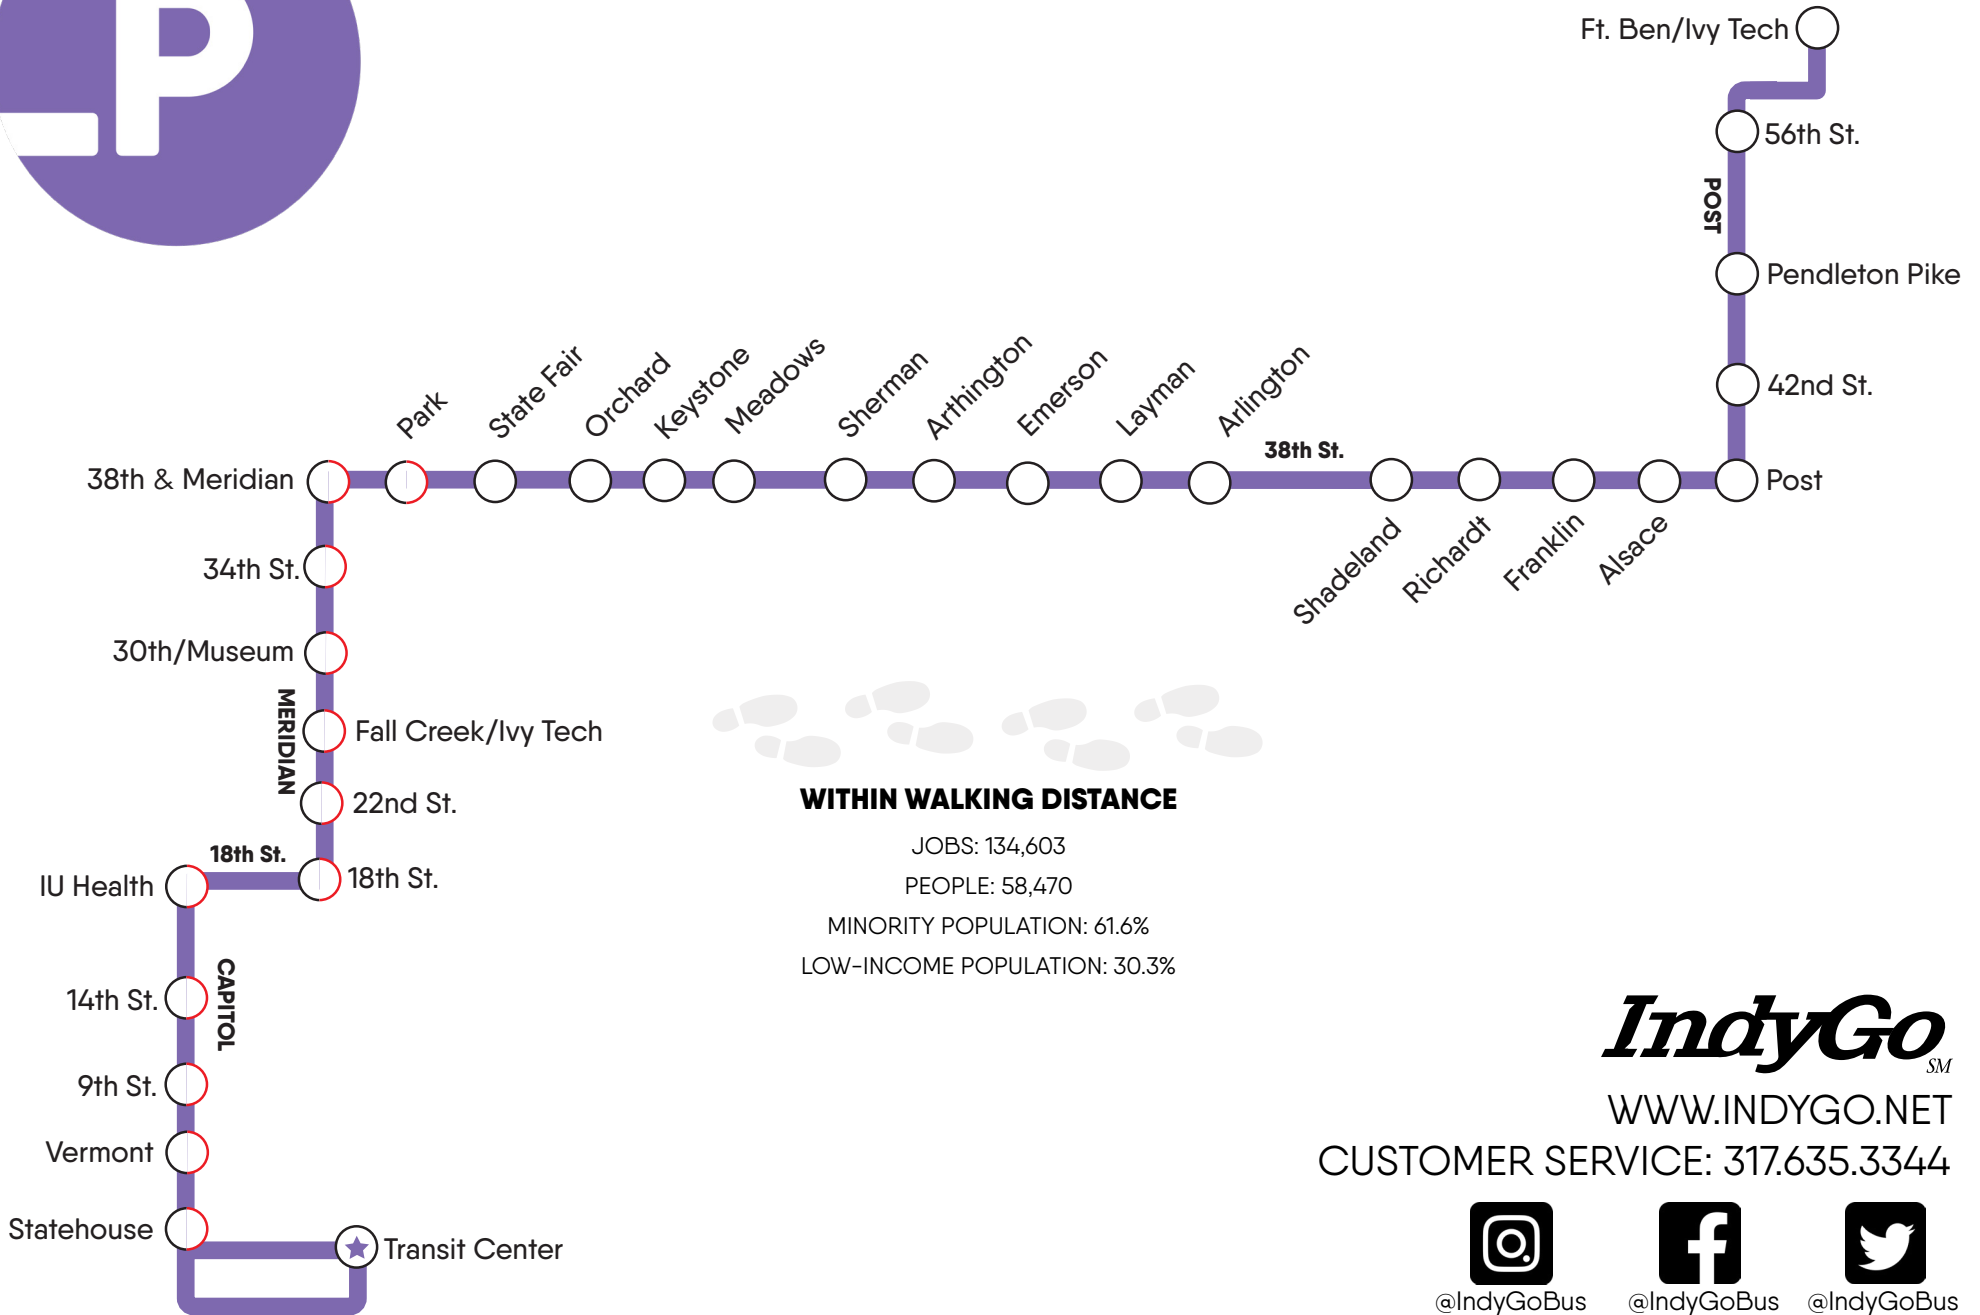 P
Ft. Ben/Ivy Tech
56th St.
POST
Pendleton Pike
42nd St.
Post
38th St.
Park
State Fair
Orchard
Keystone
Meadows
Sherman
Arthington
Emerson
Layman
Arlington
Shadeland
Richardt
Franklin
Alsace
38th & Meridian
34th St.
30th/Museum
MERIDIAN
Fall Creek/Ivy Tech
22nd St.
18th St.
18th St.
IU Health
CAPITOL
14th St.
9th St.
Vermont
Statehouse
Transit Center
WITHIN WALKING DISTANCE
JOBS: 134,603
PEOPLE: 58,470
MINORITY POPULATION: 61.6%
LOW-INCOME POPULATION: 30.3%
IndyGo SM
WWW.INDYGO.NET
CUSTOMER SERVICE: 317.635.3344
@IndyGoBus @IndyGoBus @IndyGoBus